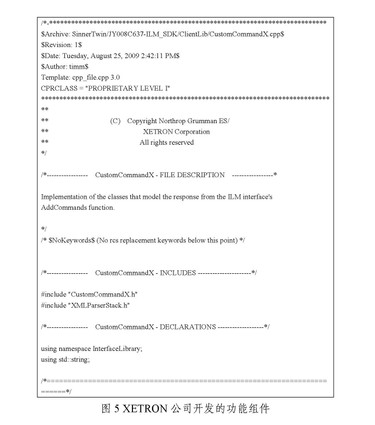 /*,****************************************************************************
$Archive: SinnerTwin/JY008C637-ILM_SDK/ClientLib/CustomCommandX.cpp$
$Revision: 1$
$Date: Tuesday, August 25, 2009 2:42:11 PM$
$Author: timm$
Template: cpp_file.cpp 3.0
CPRCLASS = "PROPRIETARY LEVEL I"
*******************************************************************************
**
** (C) Copyright Northrop Grumman ES/
** XETRON Corporation
** All rights reserved
*/
/*----------------- CustomCommandX - FILE DESCRIPTION -----------------*
Implementation of the classes that model the response from the ILM interface's
AddCommands function.
*/
/* $NoKeywords$ (No rcs replacement keywords below this point) */
/*----------------- CustomCommandX - INCLUDES ----------------------*/
#include "CustomCommandX.h"
#include "XMLParserStack.h"
/*----------------- CustomCommandX - DECLARATIONS -------------------*/
using namespace InterfaceLibrary;
using std::string;
/*====================================================================
=======*/
图 5 XETRON 公司开发的功能组件